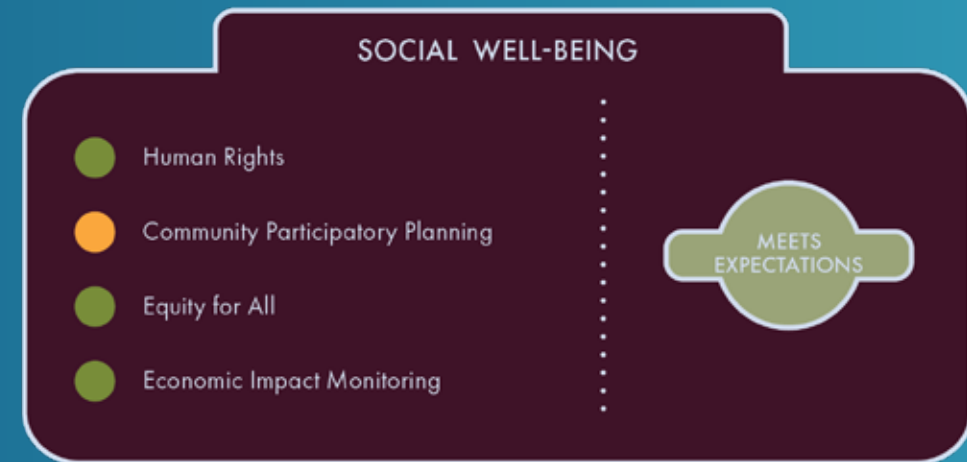 SOCIAL WELL-BEING
Human Rights
Community Participatory Planning
Equity for All
Economic Impact Monitoring
MEETS
EXPECTATIONS